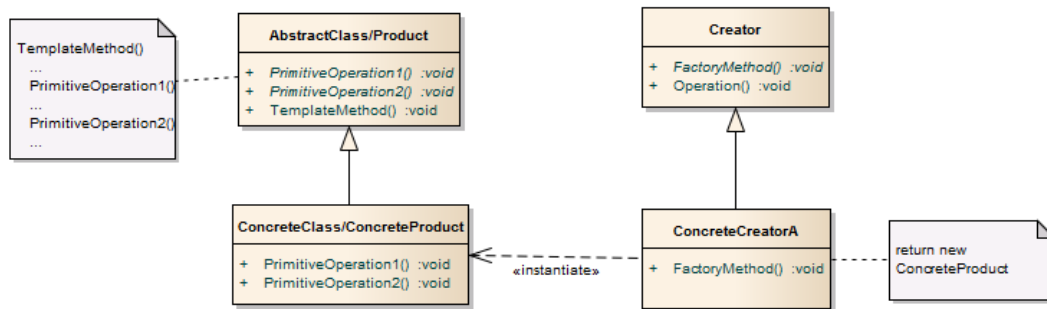 TemplateMethod()
...
PrimitiveOperation1()
...
PrimitiveOperation2()
...
AbstractClass/Product
+ PrimitiveOperation1() :void
+ PrimitiveOperation2() :void
+ TemplateMethod() :void
Creator
+ FactoryMethod() :void
+ Operation() :void
ConcreteClass/ConcreteProduct
+ PrimitiveOperation1() :void
+ PrimitiveOperation2() :void
«instantiate»
ConcreteCreatorA
+ FactoryMethod() :void
return new
ConcreteProduct